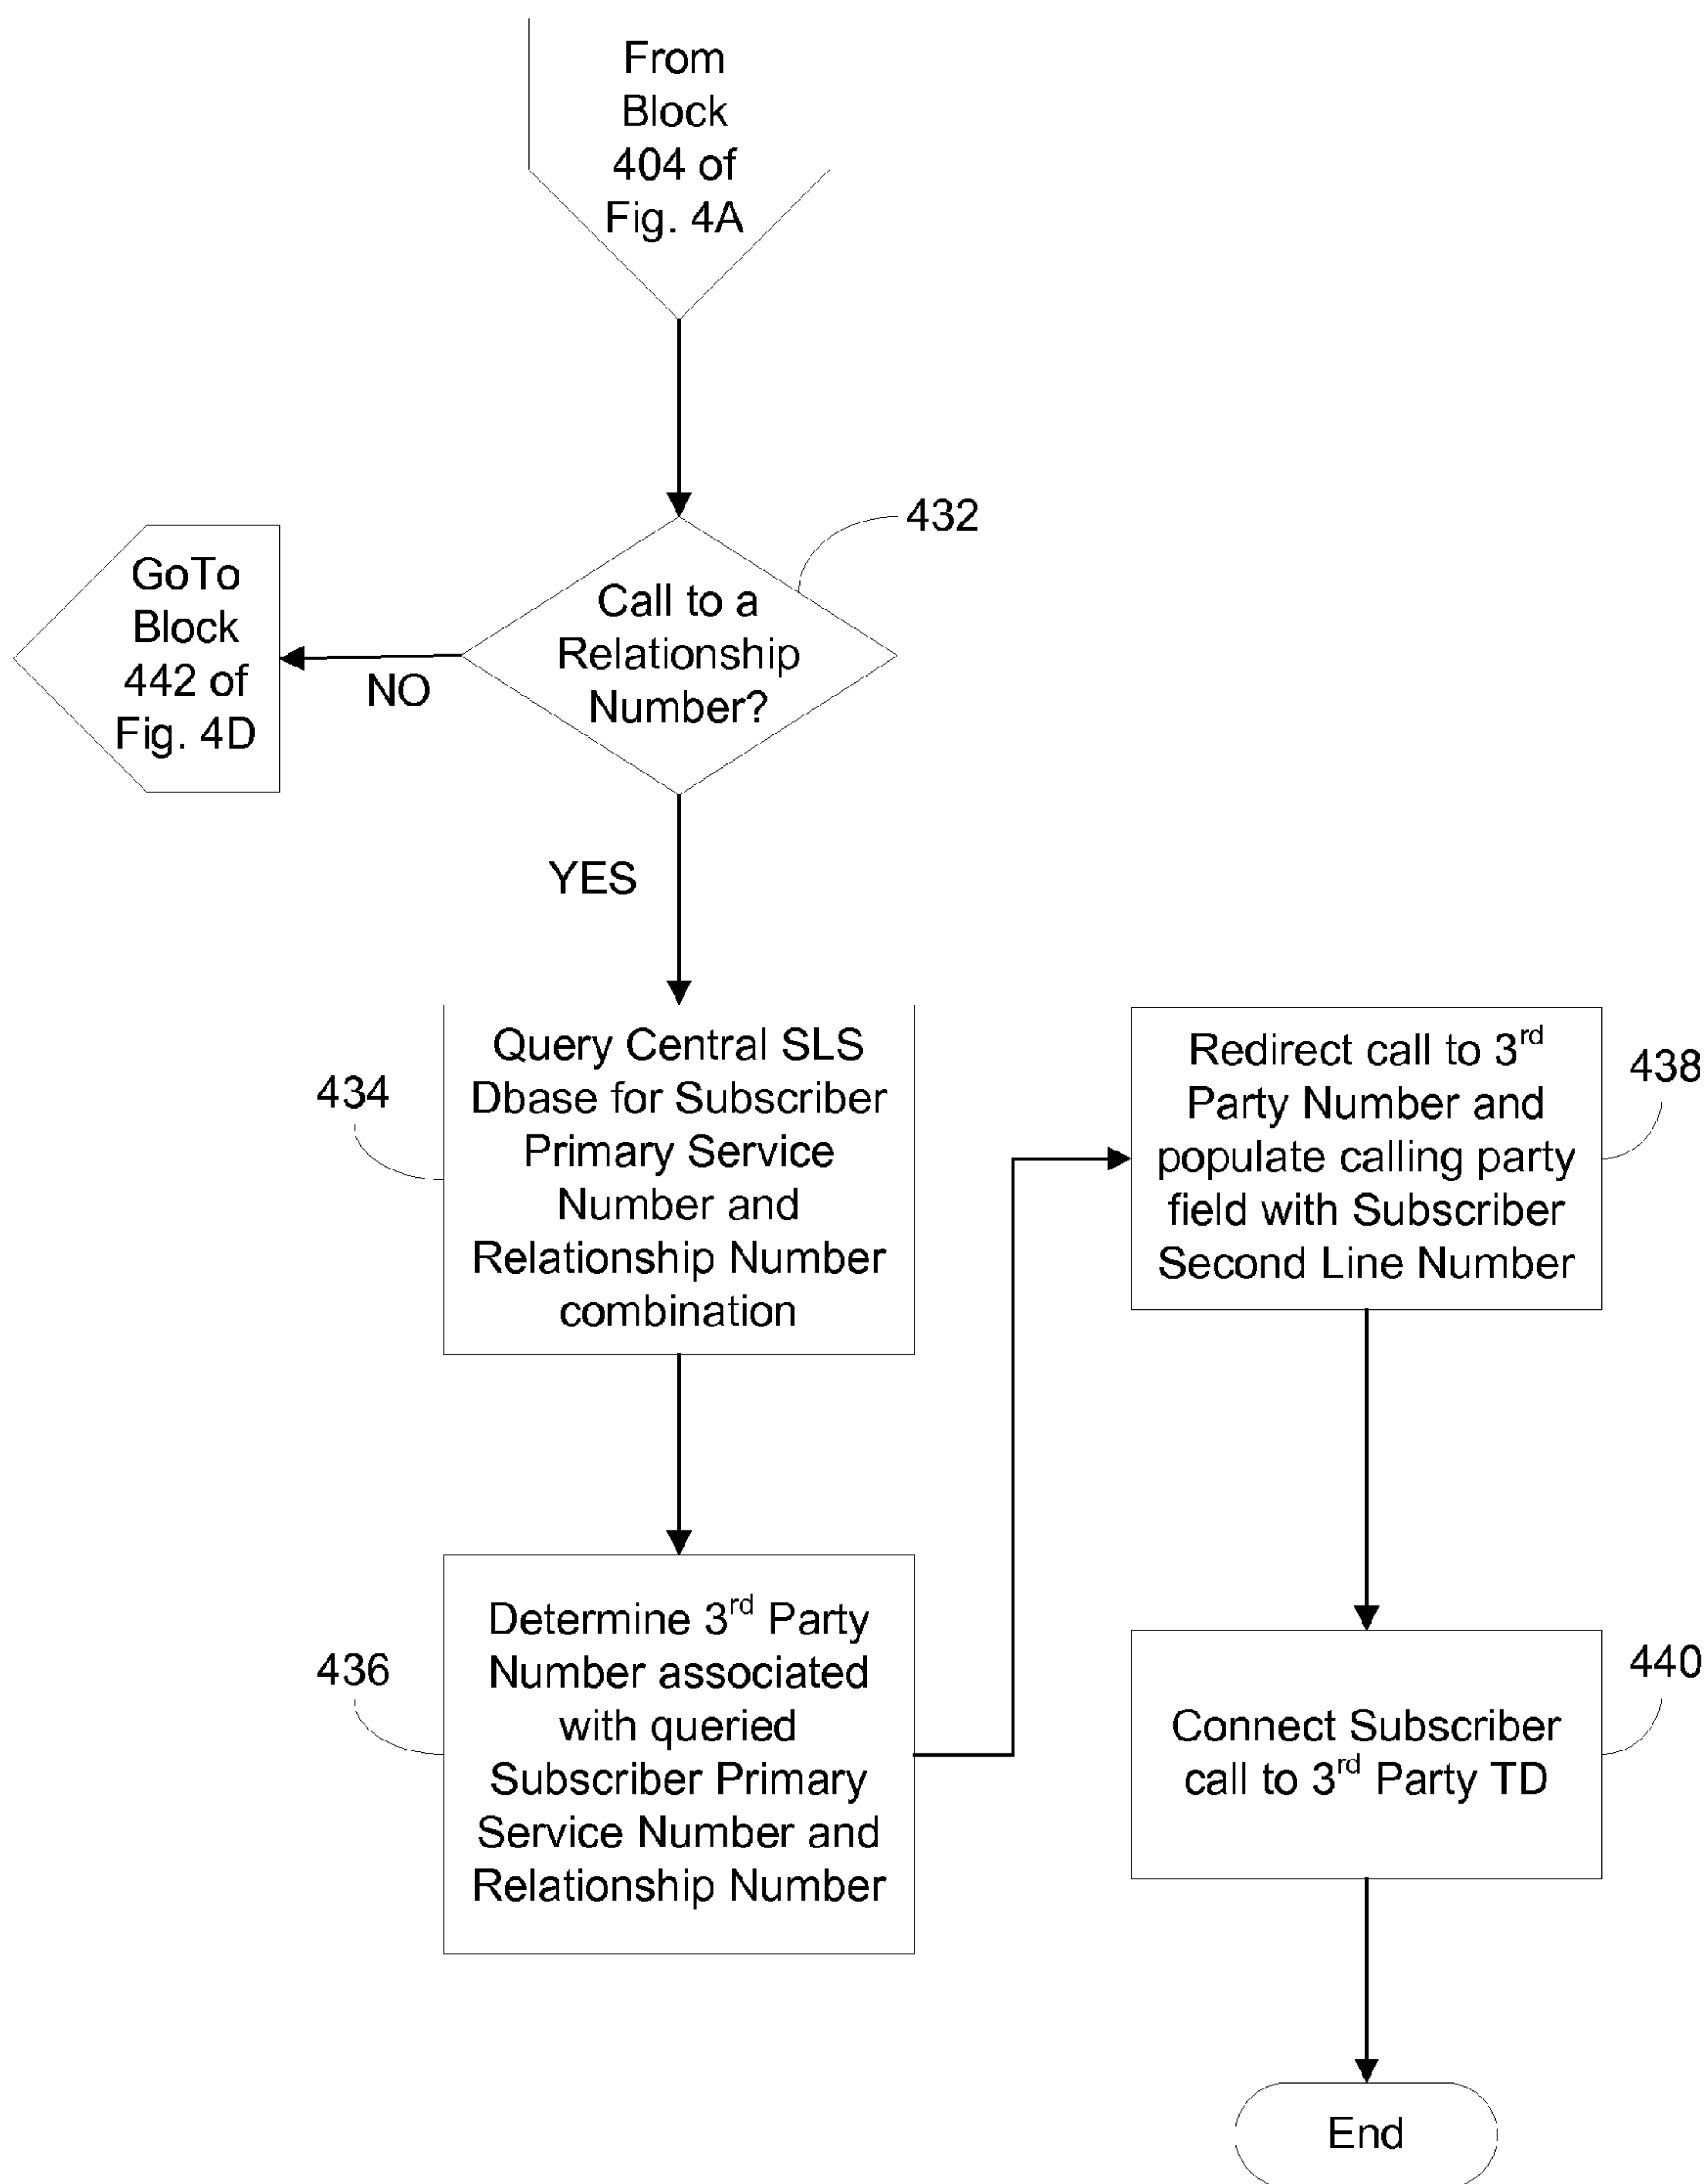 From
Block
404 of
Fig. 4A
432
Call to a
Relationship
Number?
GoTo
Block
442 of
Fig. 4D
NO
YES
434
Query Central SLS
Dbase for Subscriber
Primary Service
Number and
Relationship Number
combination
436
Determine 3rd Party
Number associated
with queried
Subscriber Primary
Service Number and
Relationship Number
438
Redirect call to 3rd
Party Number and
populate calling party
field with Subscriber
Second Line Number
440
Connect Subscriber
call to 3rd Party TD
End